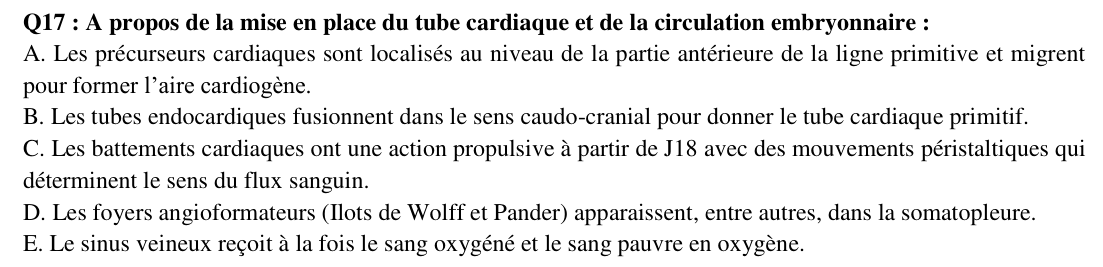 Q17 : A propos de la mise en place du tube cardiaque et de la circulation embryonnaire :
A. Les précurseurs cardiaques sont localisés au niveau de la partie antérieure de la ligne primitive et migrent
pour former l’aire cardiogène.
B. Les tubes endocardiques fusionnent dans le sens caudo-cranial pour donner le tube cardiaque primitif.
C. Les battements cardiaques ont une action propulsive à partir de J18 avec des mouvements péristaltiques qui
déterminent le sens du flux sanguin.
D. Les foyers angioformateurs (Ilots de Wolff et Pander) apparaissent, entre autres, dans la somatopleure.
E. Le sinus veineux reçoit à la fois le sang oxygéné et le sang pauvre en oxygène.